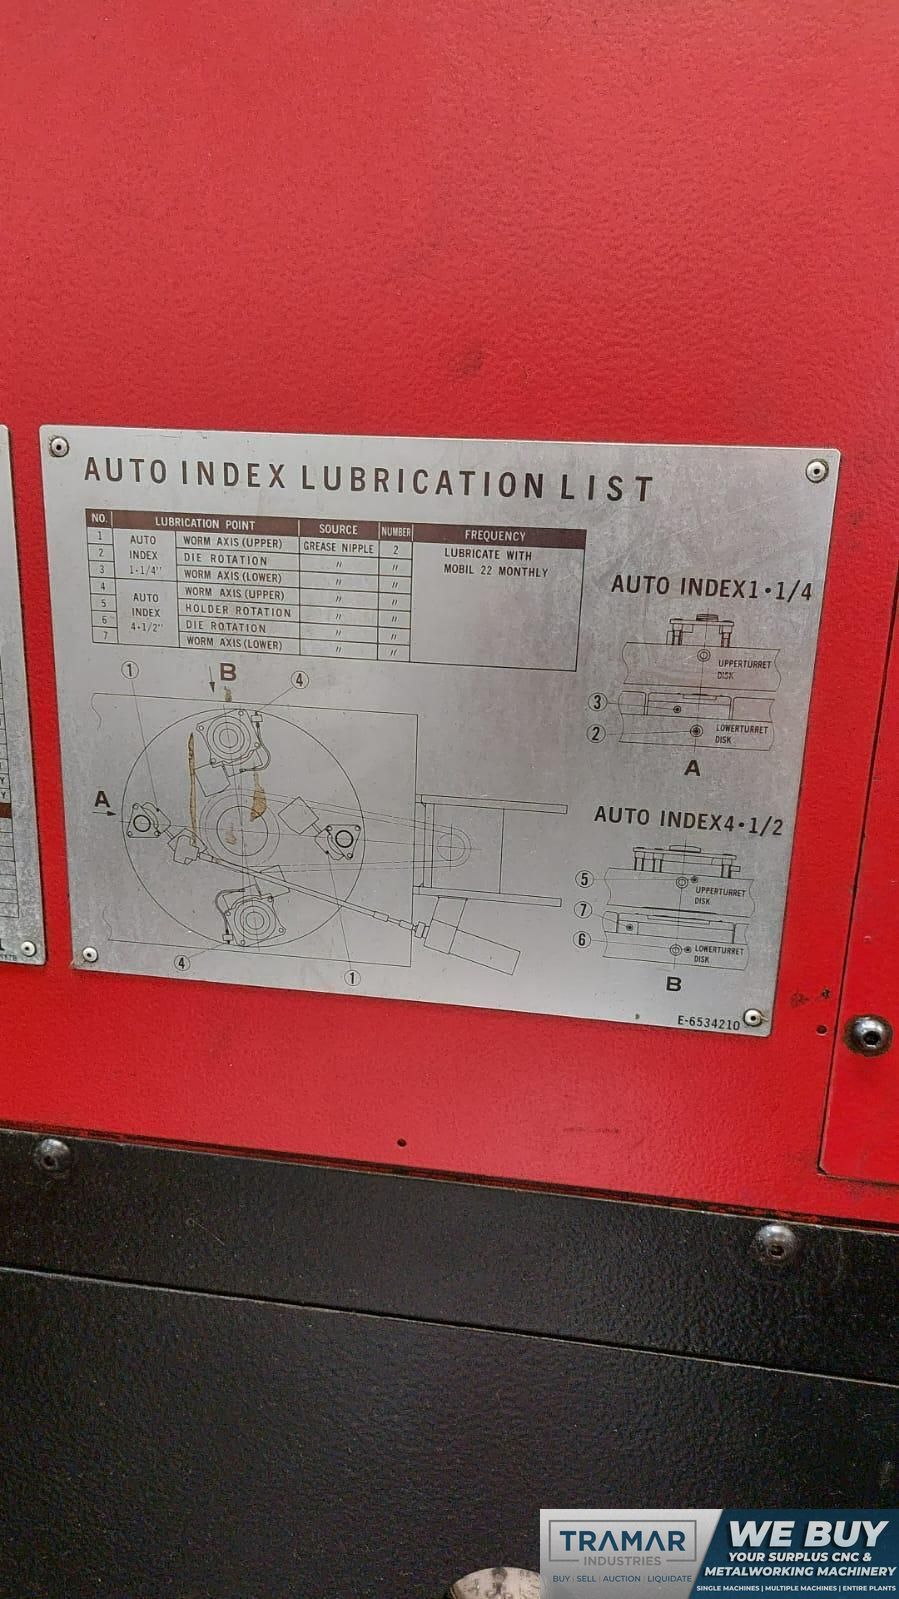 AUTO INDEX LUBRICATION LIST
NO. LUBRICATION POINT SOURCE NUMBER FREQUENCY
1 AUTO INDEX 1·1/4" WORM AXIS (UPPER) GREASE NIPPLE 2 LUBRICATE WITH MOBIL 22 MONTHLY
2 DIE ROTATION 〃 〃
3 WORM AXIS (LOWER) 〃 〃
4 AUTO INDEX 4·1/2" WORM AXIS (UPPER) 〃 〃
5 HOLDER ROTATION 〃 〃
6 DIE ROTATION 〃 〃
7 WORM AXIS (LOWER) 〃 〃
① B ④
A
④ ①
AUTO INDEX1·1/4
UPPERTURRET
DISK
③
② LOWERTURRET
DISK
A
AUTO INDEX4·1/2
⑤ UPPERTURRET
DISK
⑦
⑥ LOWERTURRET
DISK
B
E-6534210
Y
Y
1
TRAMAR
INDUSTRIES
BUY | SELL | AUCTION | LIQUIDATE
WE BUY
YOUR SURPLUS CNC &
METALWORKING MACHINERY
SINGLE MACHINES | MULTIPLE MACHINES | ENTIRE PLANTS